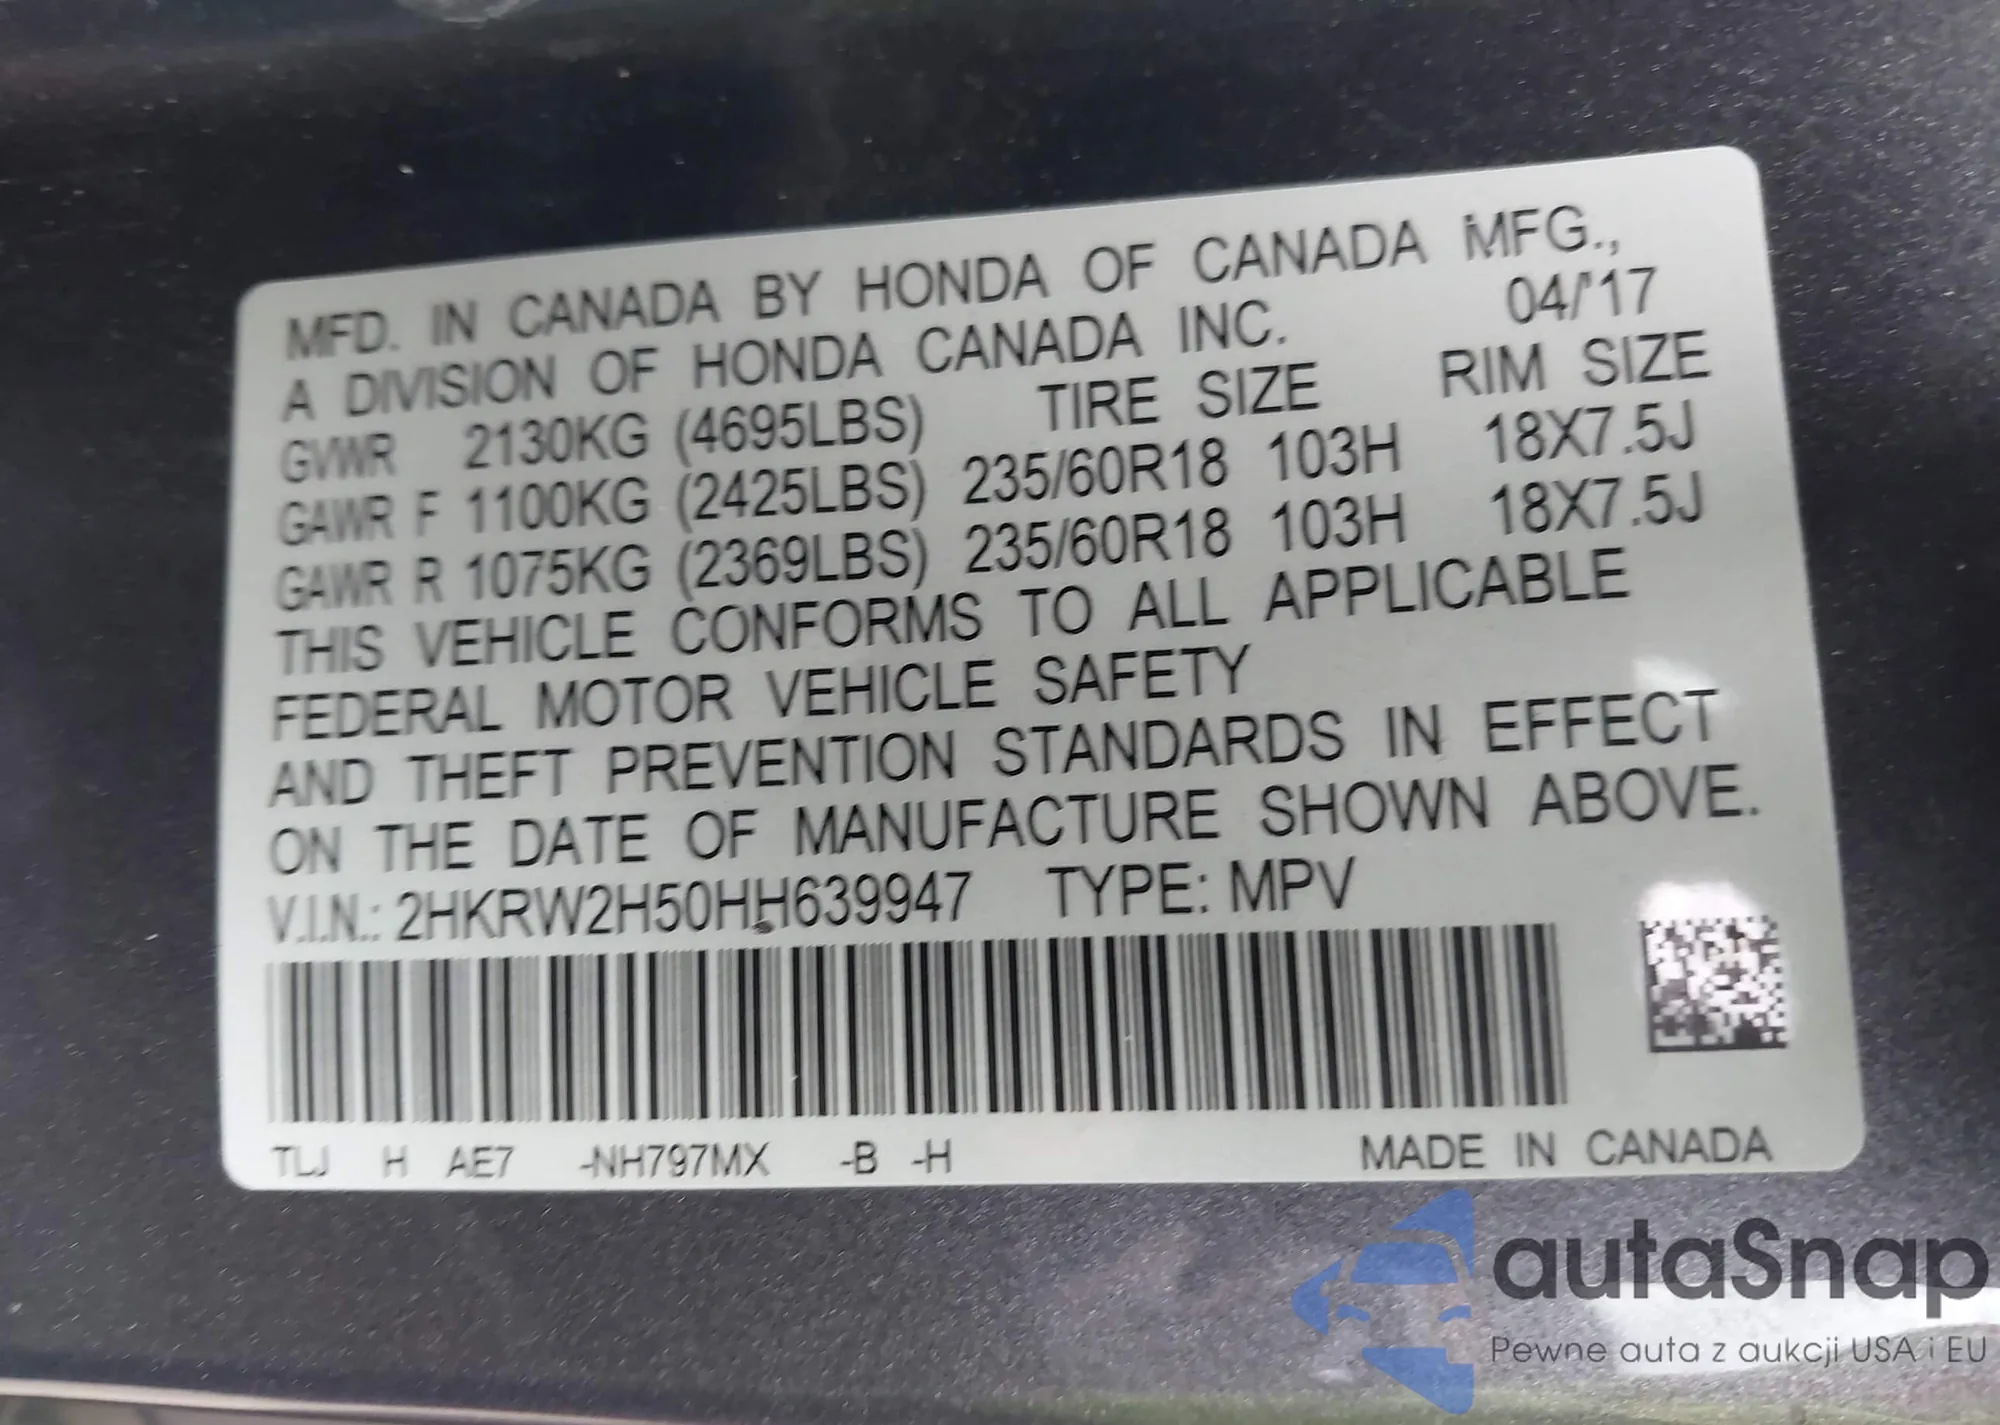 MFD. IN CANADA BY HONDA OF CANADA MFG.,
A DIVISION OF HONDA CANADA INC. 04/'17
GVWR 2130KG (4695LBS) TIRE SIZE RIM SIZE
GAWR F 1100KG (2425LBS) 235/60R18 103H 18X7.5J
GAWR R 1075KG (2369LBS) 235/60R18 103H 18X7.5J
THIS VEHICLE CONFORMS TO ALL APPLICABLE
FEDERAL MOTOR VEHICLE SAFETY
AND THEFT PREVENTION STANDARDS IN EFFECT
ON THE DATE OF MANUFACTURE SHOWN ABOVE.
V.I.N.: 2HKRW2H50HH639947 TYPE: MPV
TLJ H AE7 -NH797MX -B -H MADE IN CANADA
autaSnap
Pewne auta z aukcji USA i EU